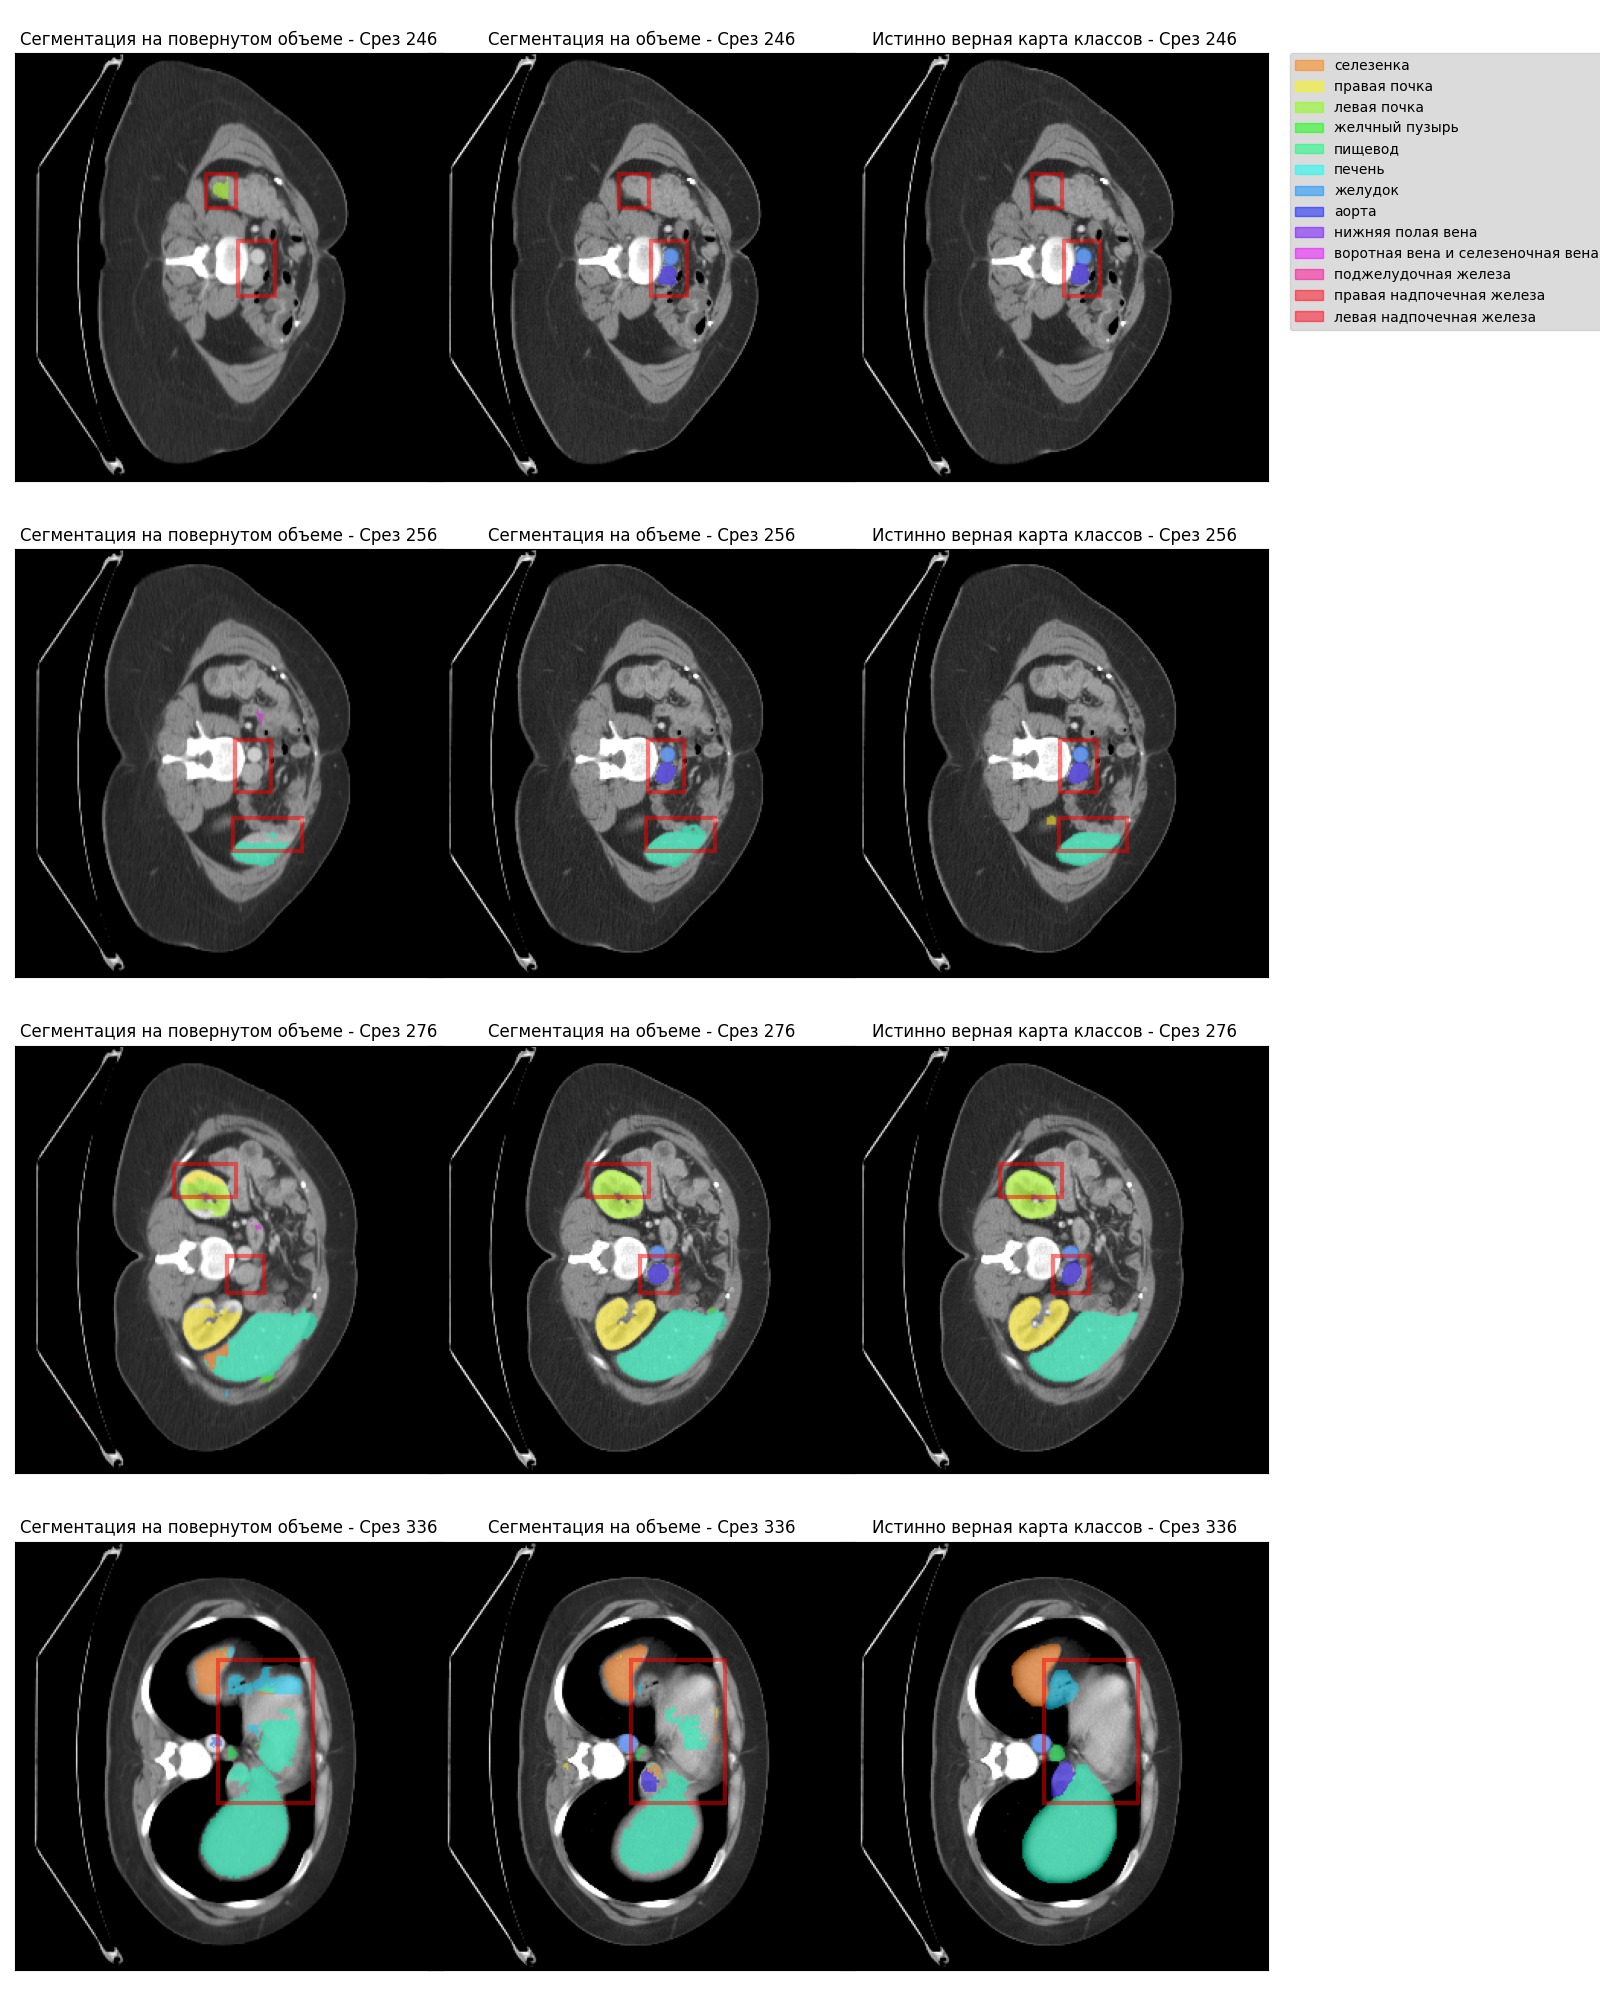 Сегментация на повернутом объеме - Срез 246
Сегментация на объеме - Срез 246
Истинно верная карта классов - Срез 246
селезенка
правая почка
левая почка
желчный пузырь
пищевод
печень
желудок
аорта
нижняя полая вена
воротная вена и селезеночная вена
поджелудочная железа
правая надпочечная железа
левая надпочечная железа
Сегментация на повернутом объеме - Срез 256
Сегментация на объеме - Срез 256
Истинно верная карта классов - Срез 256
Сегментация на повернутом объеме - Срез 276
Сегментация на объеме - Срез 276
Истинно верная карта классов - Срез 276
Сегментация на повернутом объеме - Срез 336
Сегментация на объеме - Срез 336
Истинно верная карта классов - Срез 336